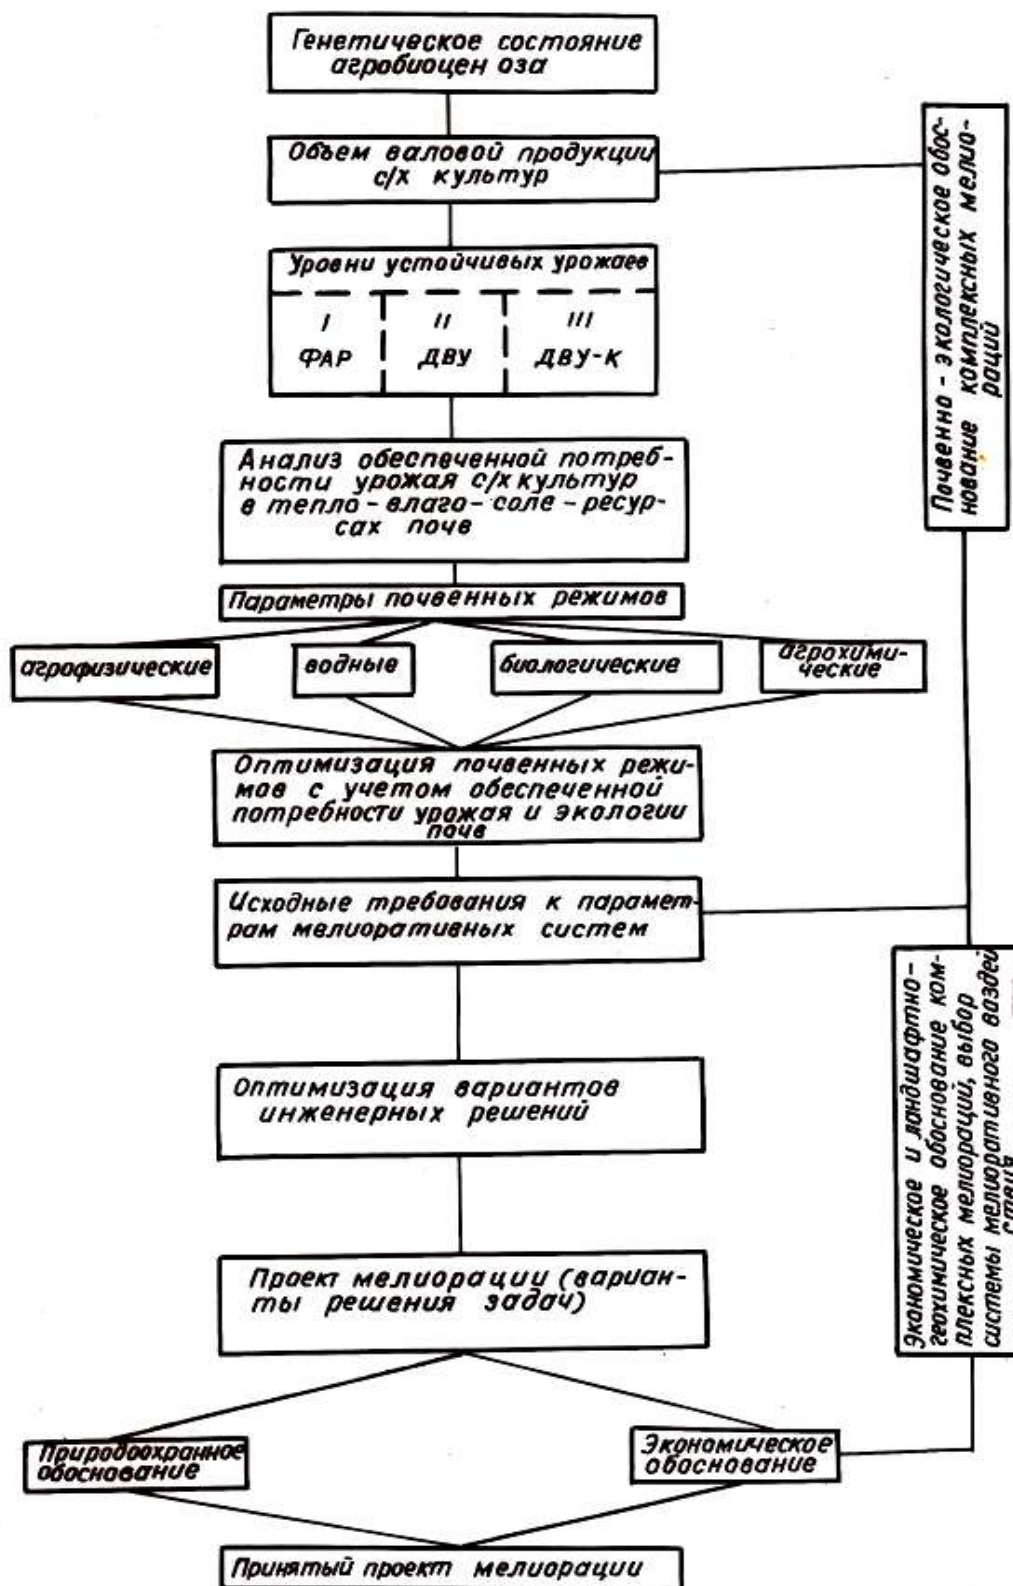 Генетическое состояние
агробиоцен оза
Объем валовой продукции
с/х культур
Уровни устойчивых урожаев
I II III
ФАР ДВУ ДВУ-К
Анализ обеспеченной потреб-
ности урожая с/х культур
в тепло-влаго-соле-ресур-
сах почв
Параметры почвенных режимов
агрофизические
водные
биологические
агрохими-
ческие
Оптимизация почвенных режи-
мов с учетом обеспеченной
потребности урожая и экологии
почв
Исходные требования к парамет-
рам мелиоративных систем
Оптимизация вариантов
инженерных решений
Проект мелиорации (вариан-
ты решения задач)
Природоохранное
обоснование
Экономическое
обоснование
Принятый проект мелиорации
Почвенно-экологическое обос-
нование комплексных мелио-
раций
Экономическое и ландшафтно-
геохимическое обоснование ком-
плексных мелиораций, выбор
системы мелиоративного воздей
ствия